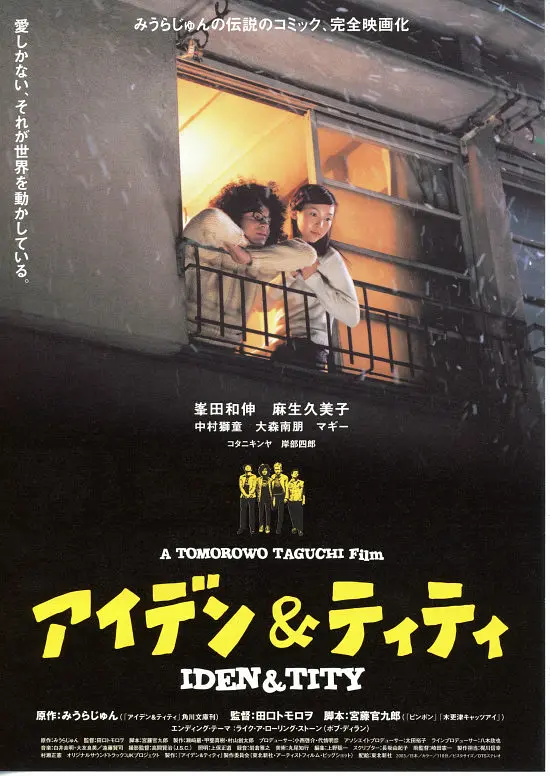 みうらじゅんの伝説のコミック、完全映画化
愛しかない、それが世界を動かしている。
峯田和伸 麻生久美子
中村獅童 大森南朋 マギー
コタニキンヤ 岸部四郎
A TOMOROWO TAGUCHI Film
アイデン&ティティ
IDEN&TITY
原作:みうらじゅん(「アイデン&ティティ」角川文庫刊) 監督:田口トモロヲ 脚本:宮藤官九郎(「ピンポン」「木更津キャッツアイ」)
エンディング・テーマ:ライク・ア・ローリング・ストーン(ボブ・ディラン)